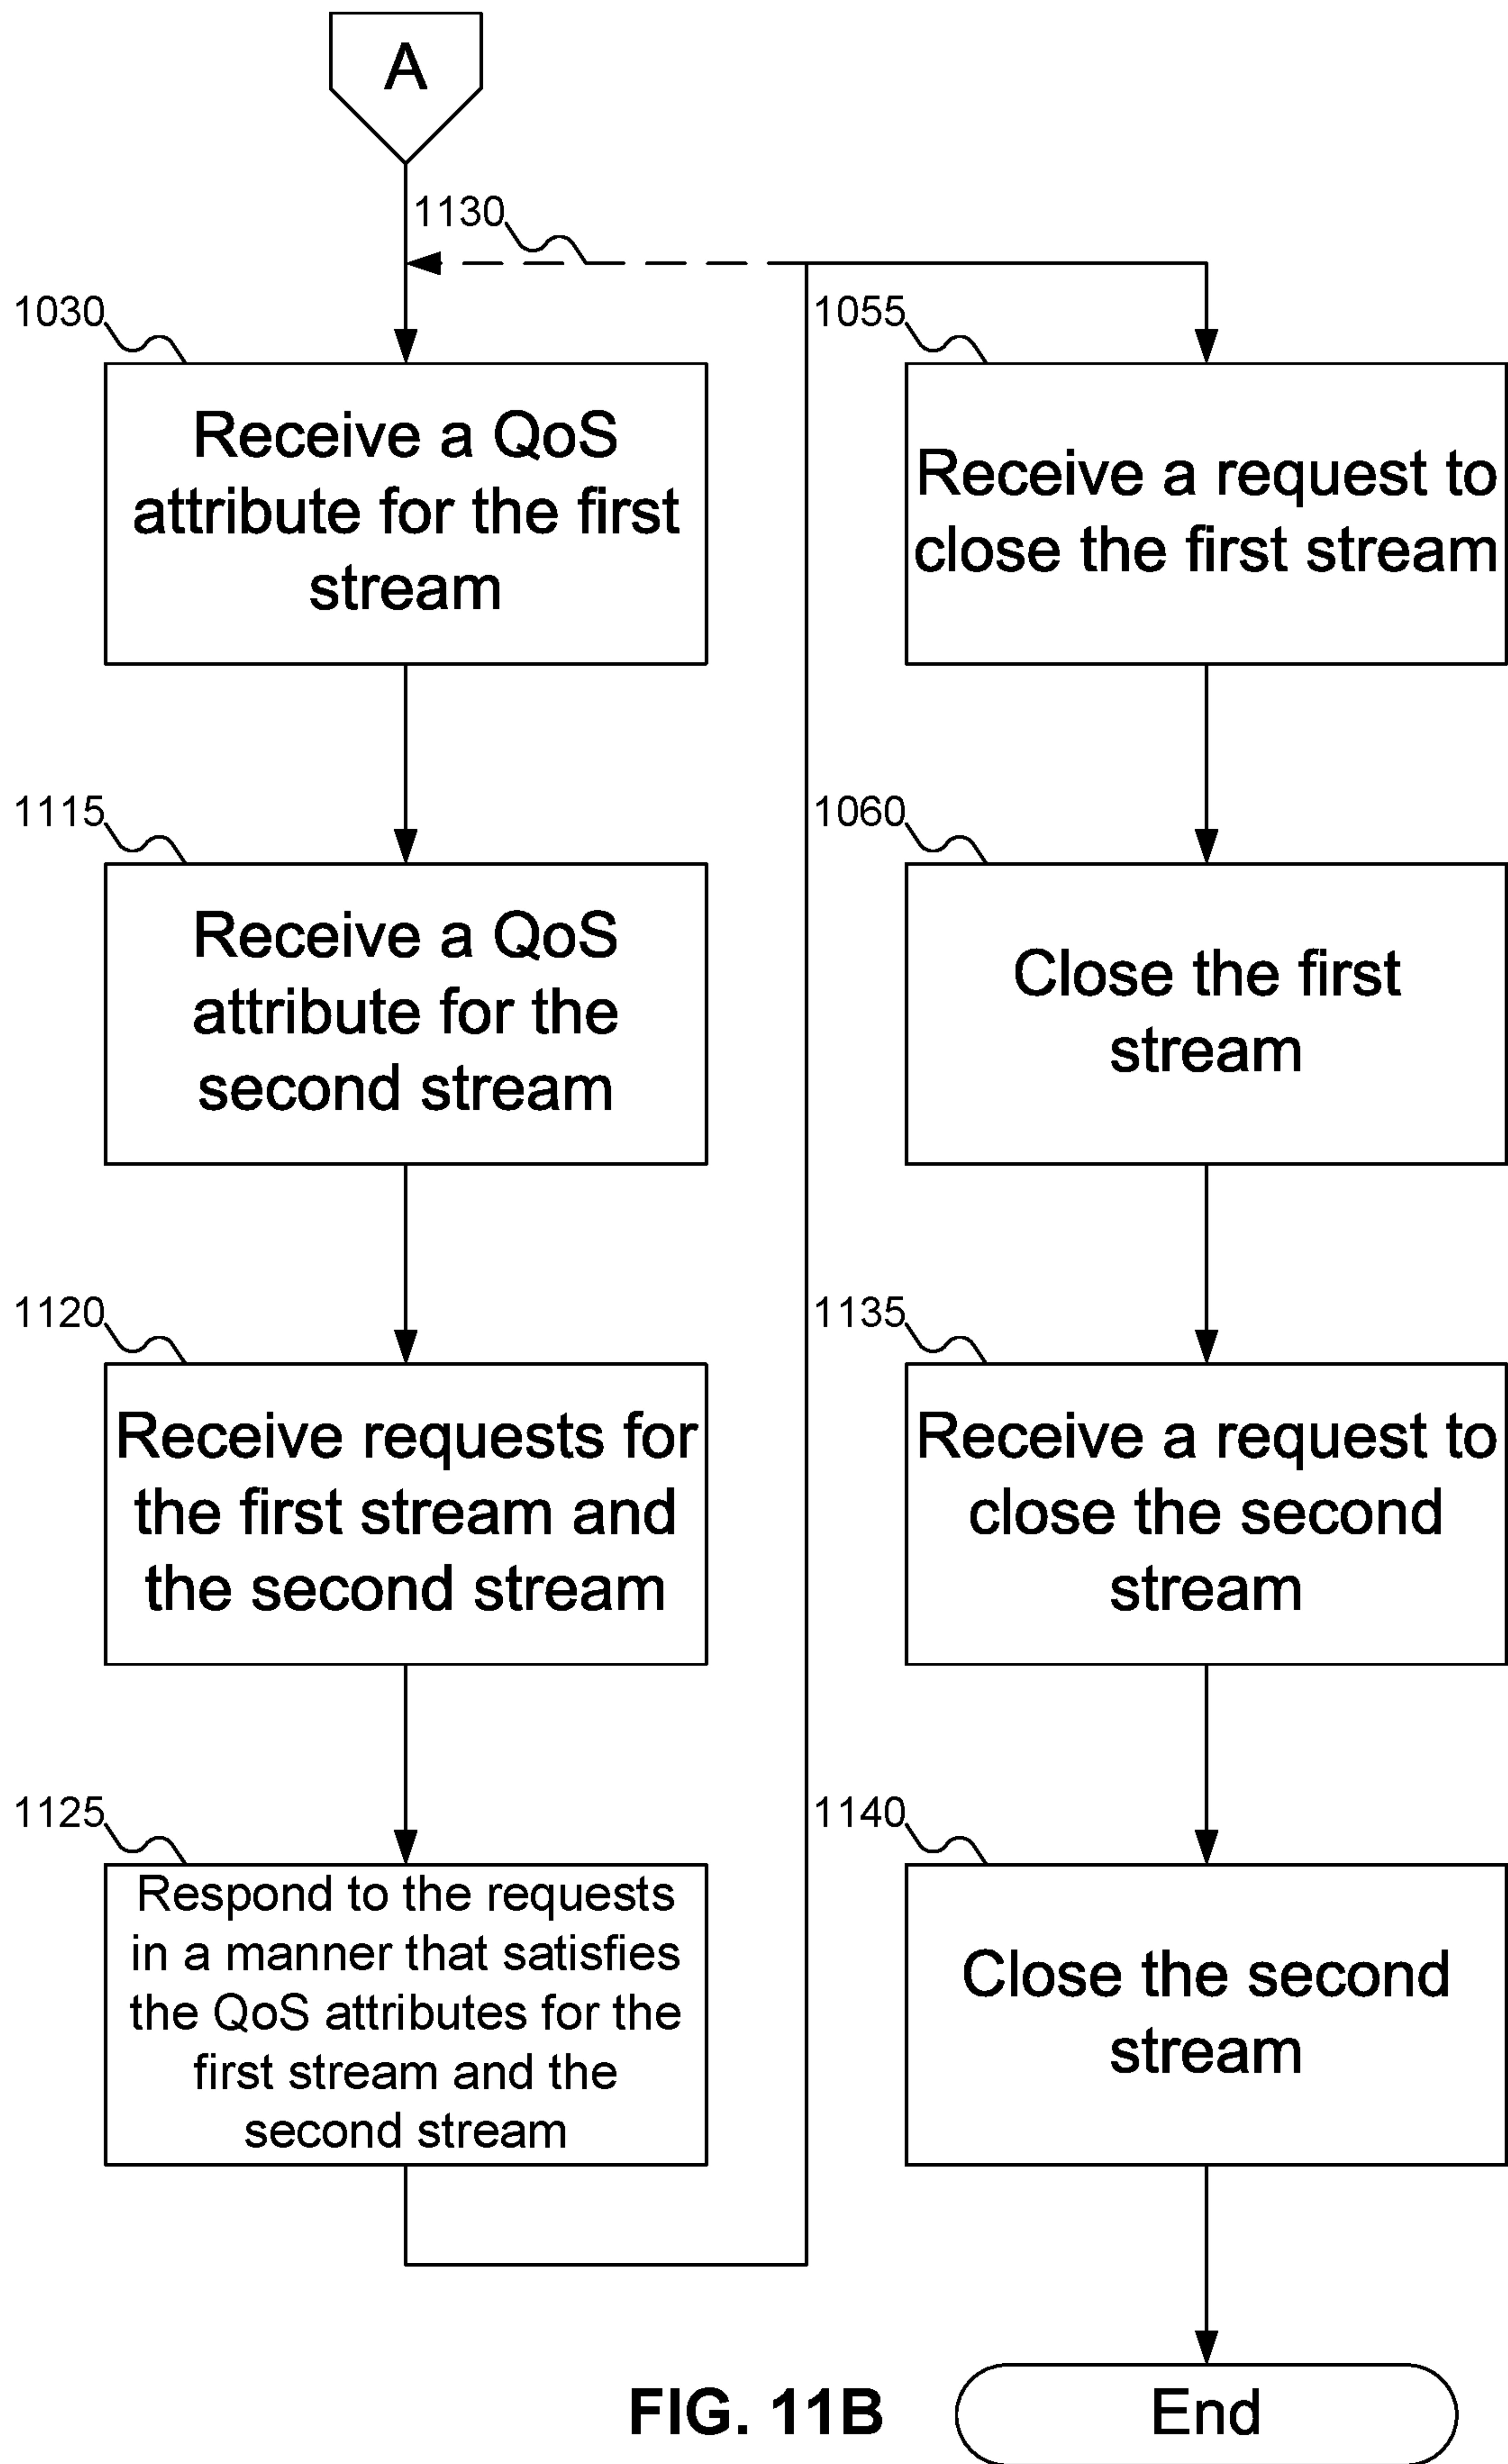 A
1130
1030
Receive a QoS
attribute for the first
stream
1115
Receive a QoS
attribute for the
second stream
1120
Receive requests for
the first stream and
the second stream
1125
Respond to the requests
in a manner that satisfies
the QoS attributes for the
first stream and the
second stream
1055
Receive a request to
close the first stream
1060
Close the first
stream
1135
Receive a request to
close the second
stream
1140
Close the second
stream
End
FIG. 11B